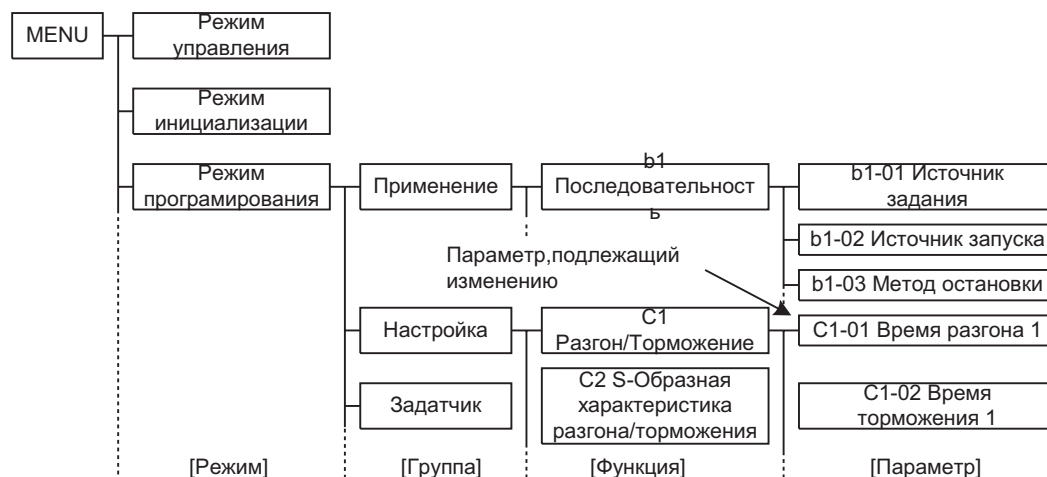 MENU
Режим
управления
Режим
инициализации
Режим
програмирования
Применение
b1
Последовательност
ь
b1-01 Источник
задания
b1-02 Источник запуска
b1-03 Метод остановки
Параметр,подлежащий
изменению
Настройка
C1
Разгон/Торможение
C1-01 Время разгона 1
Задатчик
C2 S-Образная
характеристика
разгона/торможения
C1-02 Время
торможения 1
[Режим]
[Группа]
[Функция]
[Параметр]